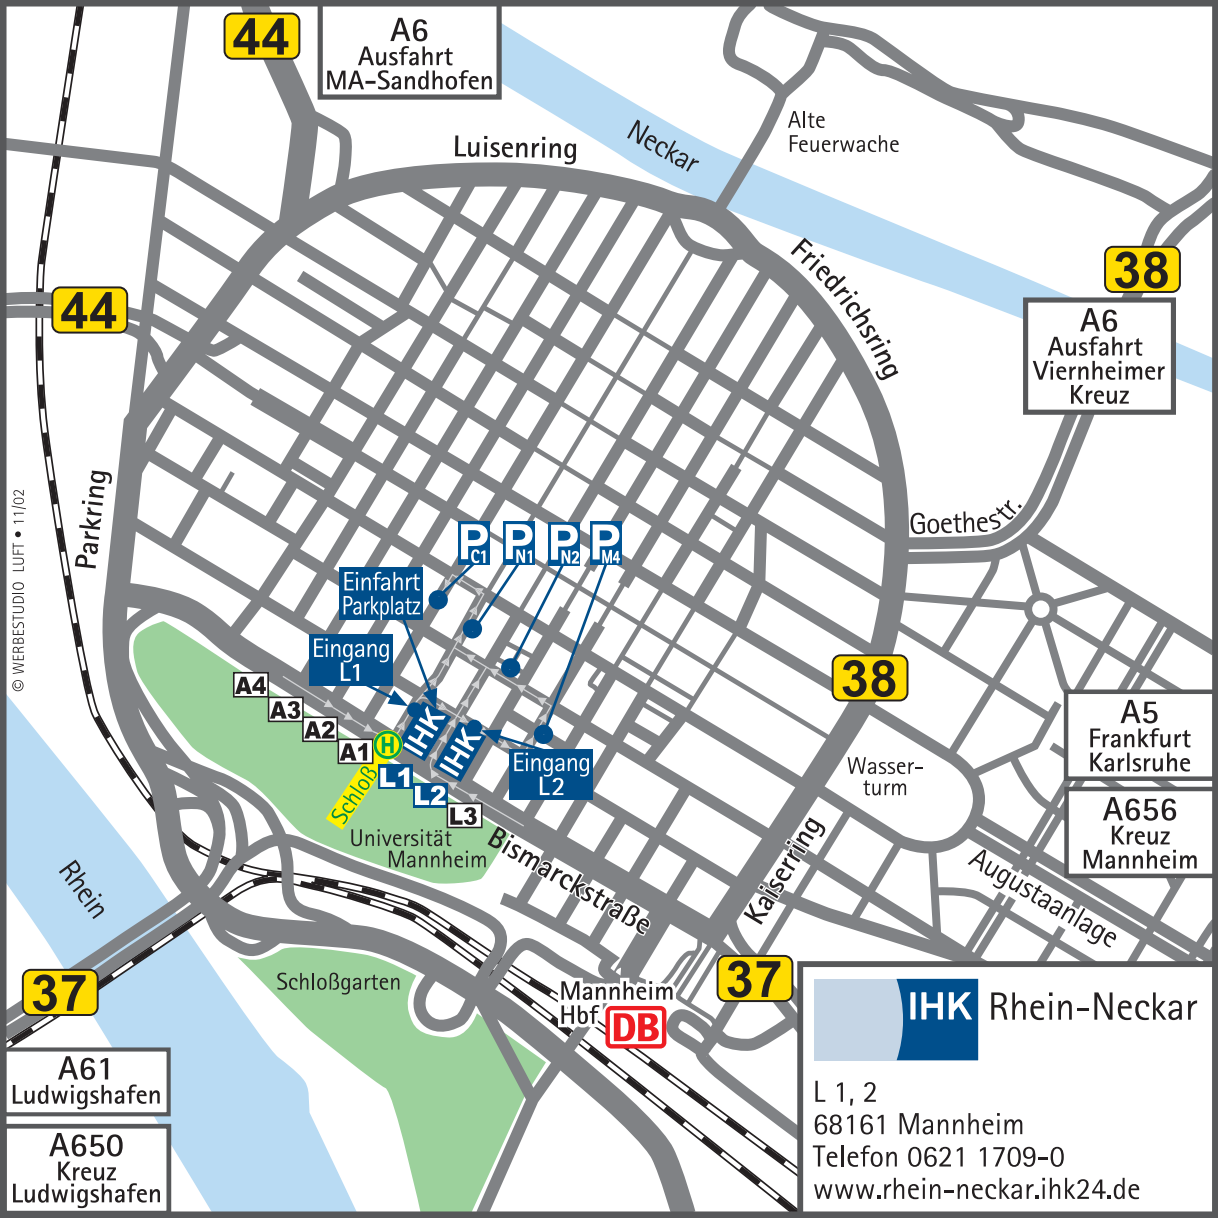 44
A6
Ausfahrt
MA-Sandhofen
Luisenring
Neckar
Alte
Feuerwache
Friedrichsring
38
A6
Ausfahrt
Viernheimer
Kreuz
44
Parkring
© WERBESTUDIO LUFT • 11/02
Goethestr.
P C1
P N1
P N2
P M4
Einfahrt
Parkplatz
Eingang
L1
A4
A3
A2
A1
H
Schloß
IHK
IHK
L1
L2
L3
Eingang
L2
38
Wasser-
turm
A5
Frankfurt
Karlsruhe
A656
Kreuz
Mannheim
Universität
Mannheim
Bismarckstraße
Kaiserring
Augustaanlage
Rhein
37
Schloßgarten
Mannheim
Hbf
DB
37
A61
Ludwigshafen
A650
Kreuz
Ludwigshafen
IHK Rhein-Neckar
L 1, 2
68161 Mannheim
Telefon 0621 1709-0
www.rhein-neckar.ihk24.de